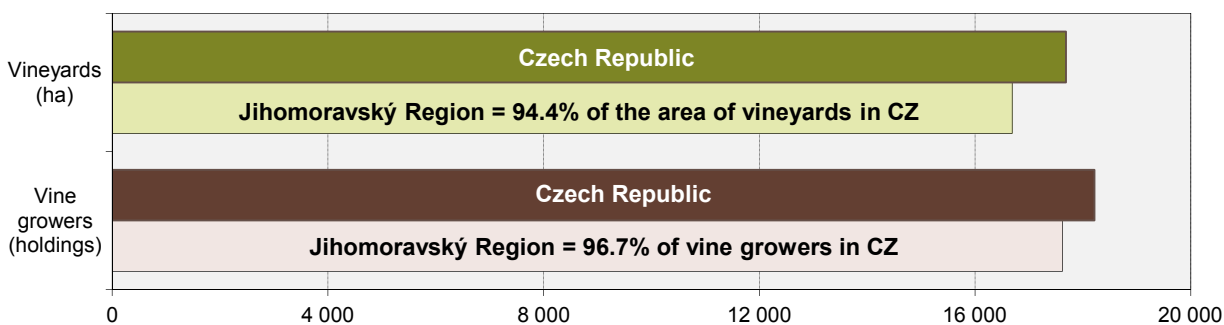 Vineyards
(ha)
Czech Republic
Jihomoravský Region = 94.4% of the area of vineyards in CZ
Vine
growers
(holdings)
Czech Republic
Jihomoravský Region = 96.7% of vine growers in CZ
0 4 000 8 000 12 000 16 000 20 000